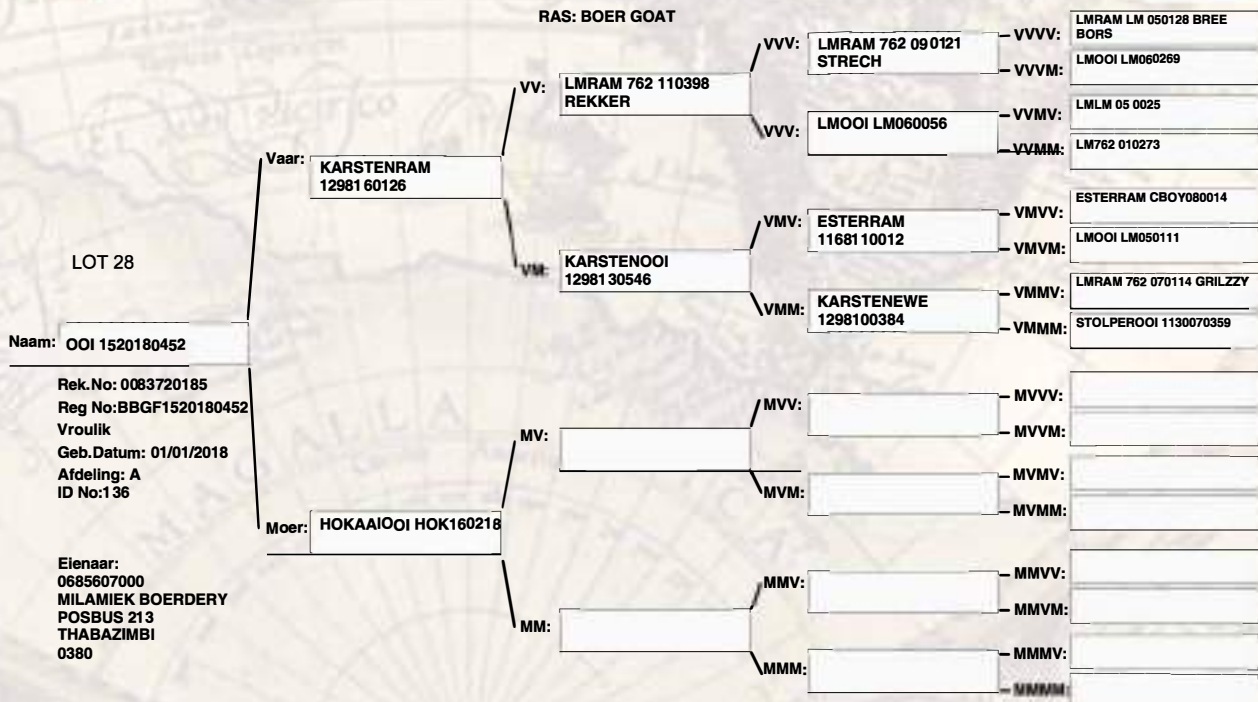 RAS: BOER GOAT
LOT 28
Naam: OOI 1520180452
Rek.No: 0083720185
Reg No:BBGF1520180452
Vroulik
Geb.Datum: 01/01/2018
Afdeling: A
ID No:136
Eienaar:
0685607000
MILAMIEK BOERDERY
POSBUS 213
THABAZIMBI
0380
Vaar: KARSTENRAM
1298160126
Moer: HOKAAIOOI HOK160218
VV: LMRAM 762 110398
REKKER
VM: KARSTENOOI
1298130546
MV:
MM:
VVV: LMRAM 762 090121
STRECH
VVV: LMOOI LM060056
VMV: ESTERRAM
1168110012
VMM: KARSTENEWE
1298100384
MVV:
MVM:
MMV:
MMM:
VVVV: LMRAM LM 050128 BREE
BORS
VVVM: LMOOI LM060269
VVMV: LMLM 05 0025
VVMM: LM762 010273
VMVV: ESTERRAM CBOY080014
VMVM: LMOOI LM050111
VMMV: LMRAM 762 070114 GRILZZY
VMMM: STOLPEROOI 1130070359
MVVV:
MVVM:
MVMV:
MVMM:
MMVV:
MMVM:
MMMV:
MMMM: